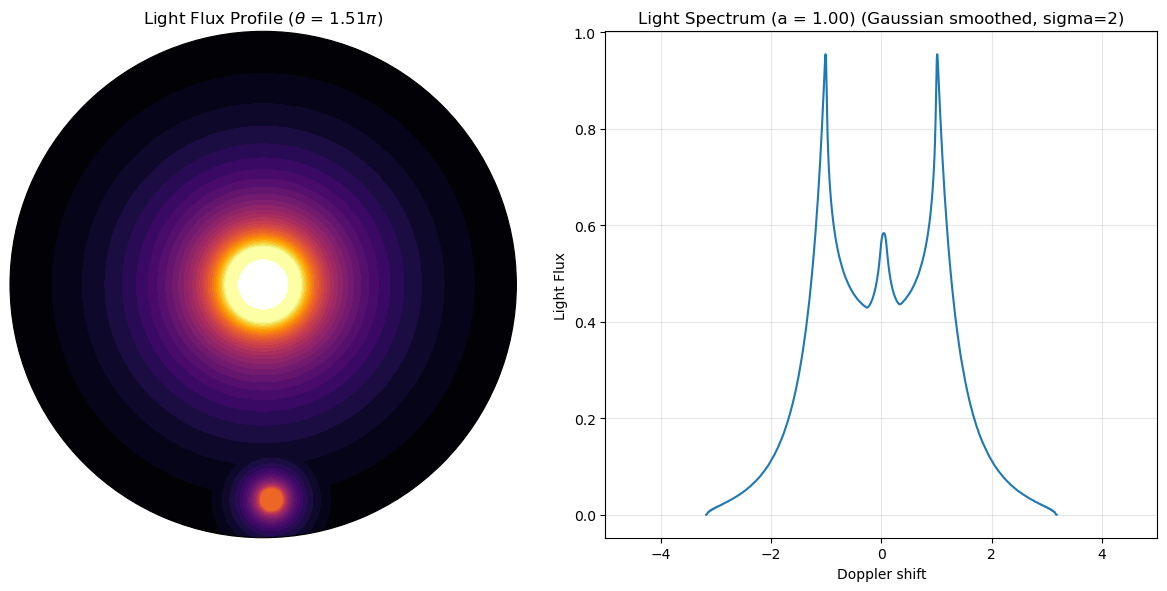 Light Flux Profile (θ = 1.51π)
Light Spectrum (a = 1.00) (Gaussian smoothed, sigma=2)
1.0
0.8
0.6
0.4
0.2
0.0
Light Flux
−4
−2
0
2
4
Doppler shift